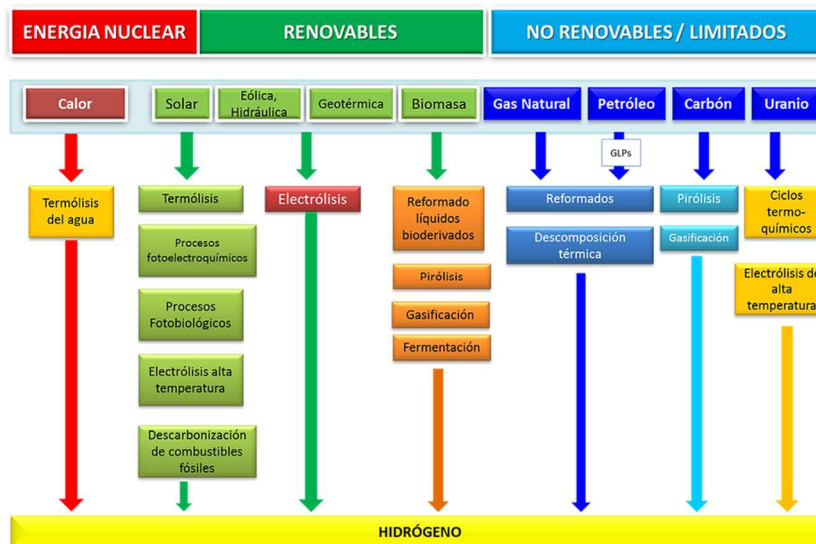 ENERGIA NUCLEAR
RENOVABLES
NO RENOVABLES / LIMITADOS
Calor
Solar
Eólica,
Hidráulica
Geotérmica
Biomasa
Gas Natural
Petróleo
Carbón
Uranio
GLPs
Termólisis
del agua
Termólisis
Procesos
fotoelectroquímicos
Procesos
Fotobiológicos
Electrólisis alta
temperatura
Descarbonización
de combustibles
fósiles
Electrólisis
Reformado
líquidos
bioderivados
Pirólisis
Gasificación
Fermentación
Reformados
Descomposición
térmica
Pirólisis
Gasificación
Ciclos
termo-
químicos
Electrólisis de
alta
temperatura
HIDRÓGENO